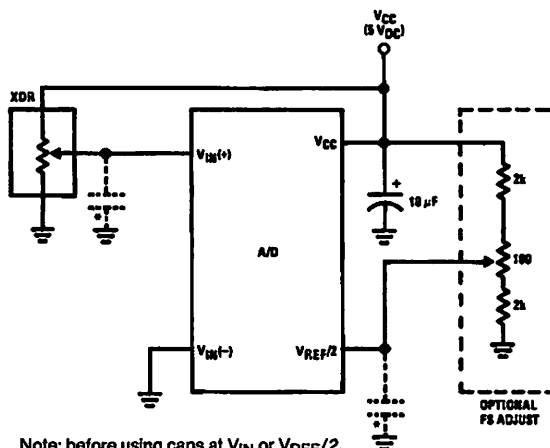 VCC
(5 VDC)
XDR
VIN(+)
VCC
+
10 µF
2k
*
A/D
100
2k
VIN(–)
VREF/2
*
OPTIONAL
FS ADJUST
Note: before using caps at VIN or VREF/2,